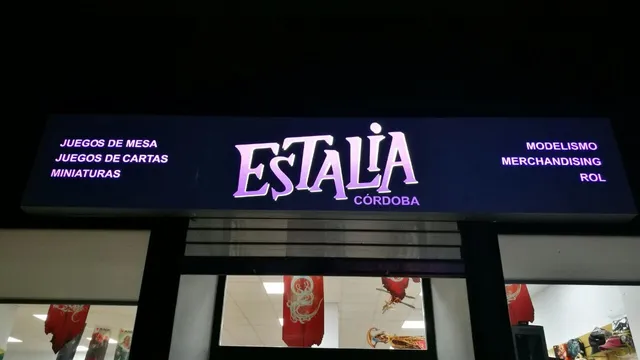 JUEGOS DE MESA
JUEGOS DE CARTAS
MINIATURAS
ESTALIA
CÓRDOBA
MODELISMO
MERCHANDISING
ROL